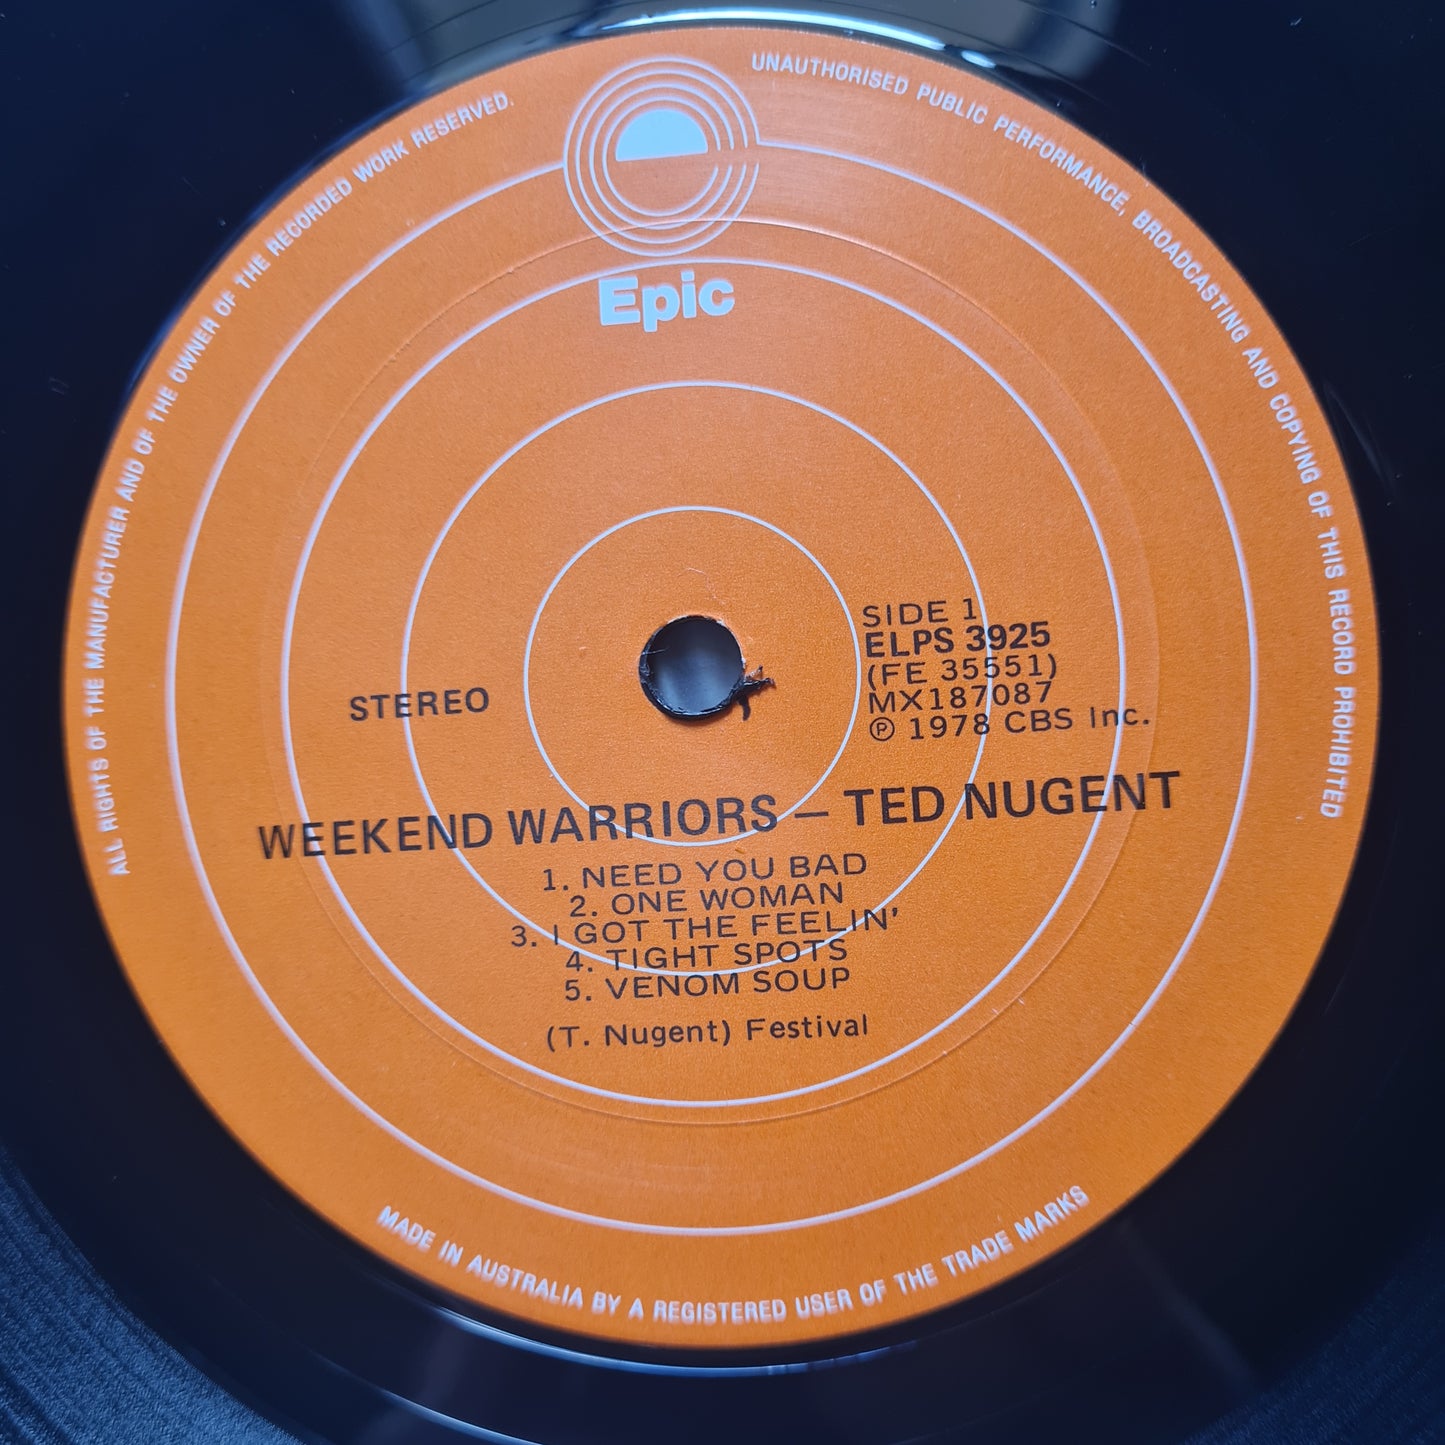 ALL RIGHTS OF THE MANUFACTURER AND OF THE OWNER OF THE RECORDED WORK RESERVED.
UNAUTHORISED PUBLIC PERFORMANCE, BROADCASTING AND COPYING OF THIS RECORD PROHIBITED
Epic
SIDE 1
ELPS 3925
(FE 35551)
MX187087
℗ 1978 CBS Inc.
STEREO
WEEKEND WARRIORS – TED NUGENT
1. NEED YOU BAD
2. ONE WOMAN
3. I GOT THE FEELIN'
4. TIGHT SPOTS
5. VENOM SOUP
(T. Nugent) Festival
MADE IN AUSTRALIA BY A REGISTERED USER OF THE TRADE MARKS